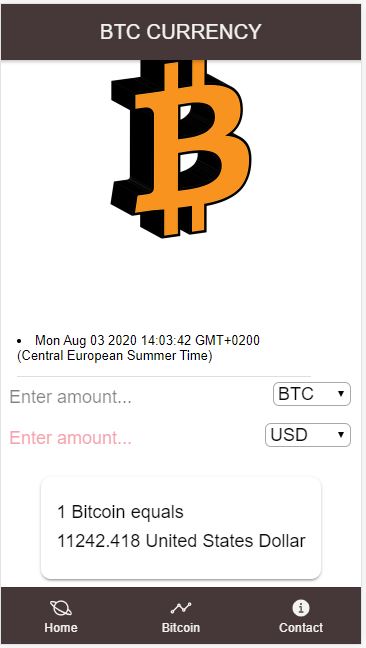 BTC CURRENCY
• Mon Aug 03 2020 14:03:42 GMT+0200
(Central European Summer Time)
Enter amount... BTC
Enter amount... USD
1 Bitcoin equals
11242.418 United States Dollar
Home Bitcoin Contact